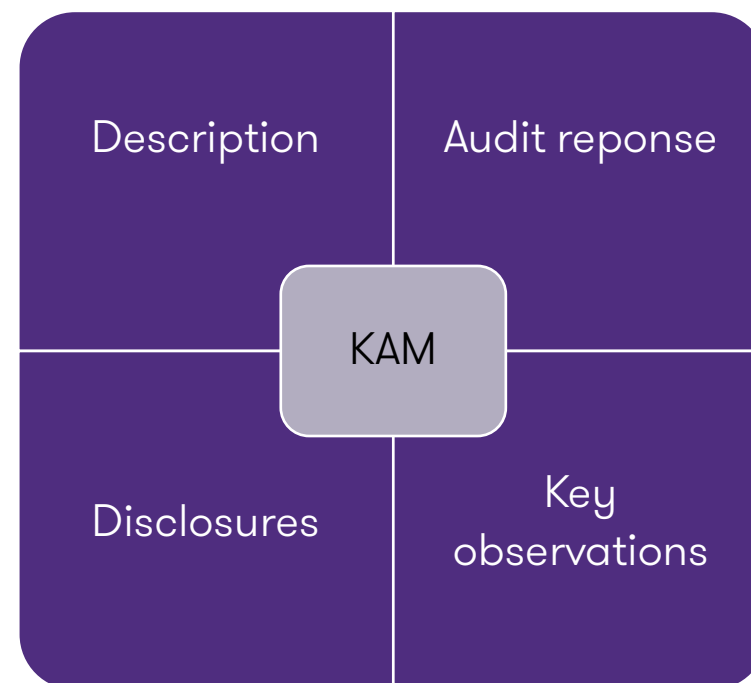 Description
Audit reponse
KAM
Disclosures
Key
observations